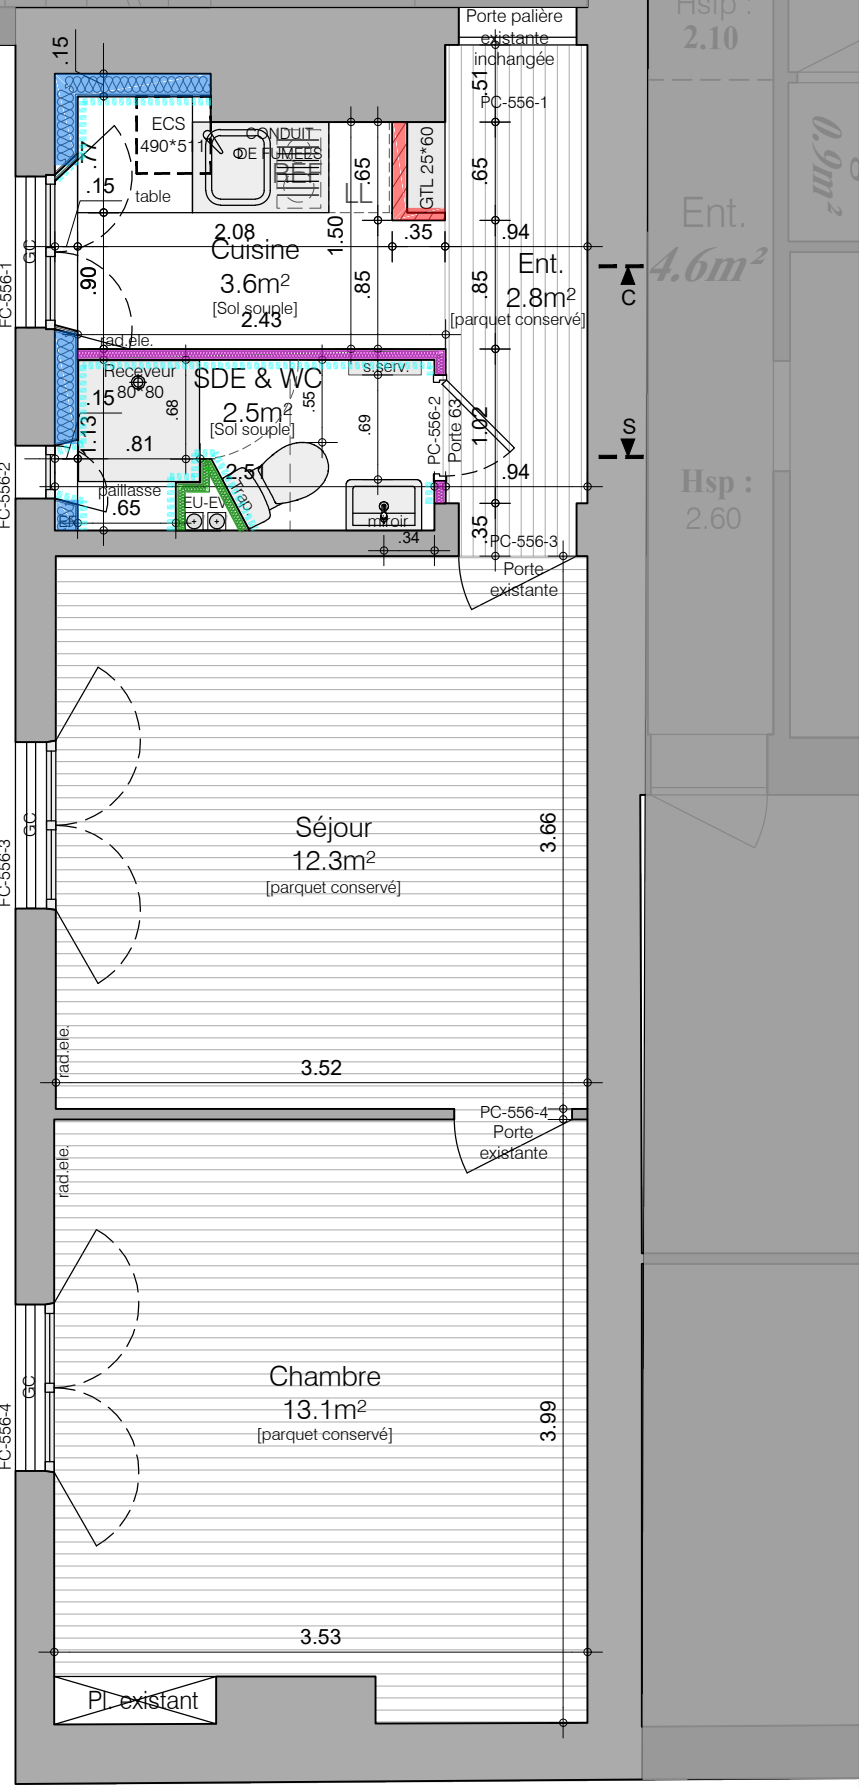 Porte palière
existante
inchangée
PC-556-1
Hsfp :
2.10
0.9m²
.15
.51
ECS
490*511
CONDUIT
DE FUMEES
REF
LL
.65
GTL 25*60
.65
.77
.15
table
2.08
1.50
.35
.94
Cuisine
3.6m²
[Sol souple]
2.43
.90
.85
.85
Ent.
2.8m²
[parquet conservé]
Ent.
4.6m²
C
GC
FC-556-1
rad.ele.
Receveur
80*80
.15
.68
1.13
.81
SDE & WC
2.5m²
[Sol souple]
.55
.69
s.serv.
PC-556-2
Porte 63
1.02
.94
S
Hsp :
2.60
FC-556-2
2.51
Trap.
paillasse
.65
EU-EV
miroir
.34
.35
PC-556-3
Porte
existante
GC
FC-556-3
Séjour
12.3m²
[parquet conservé]
3.66
rad.ele.
3.52
PC-556-4
Porte
existante
rad.ele.
GC
FC-556-4
Chambre
13.1m²
[parquet conservé]
3.99
3.53
Pl. existant